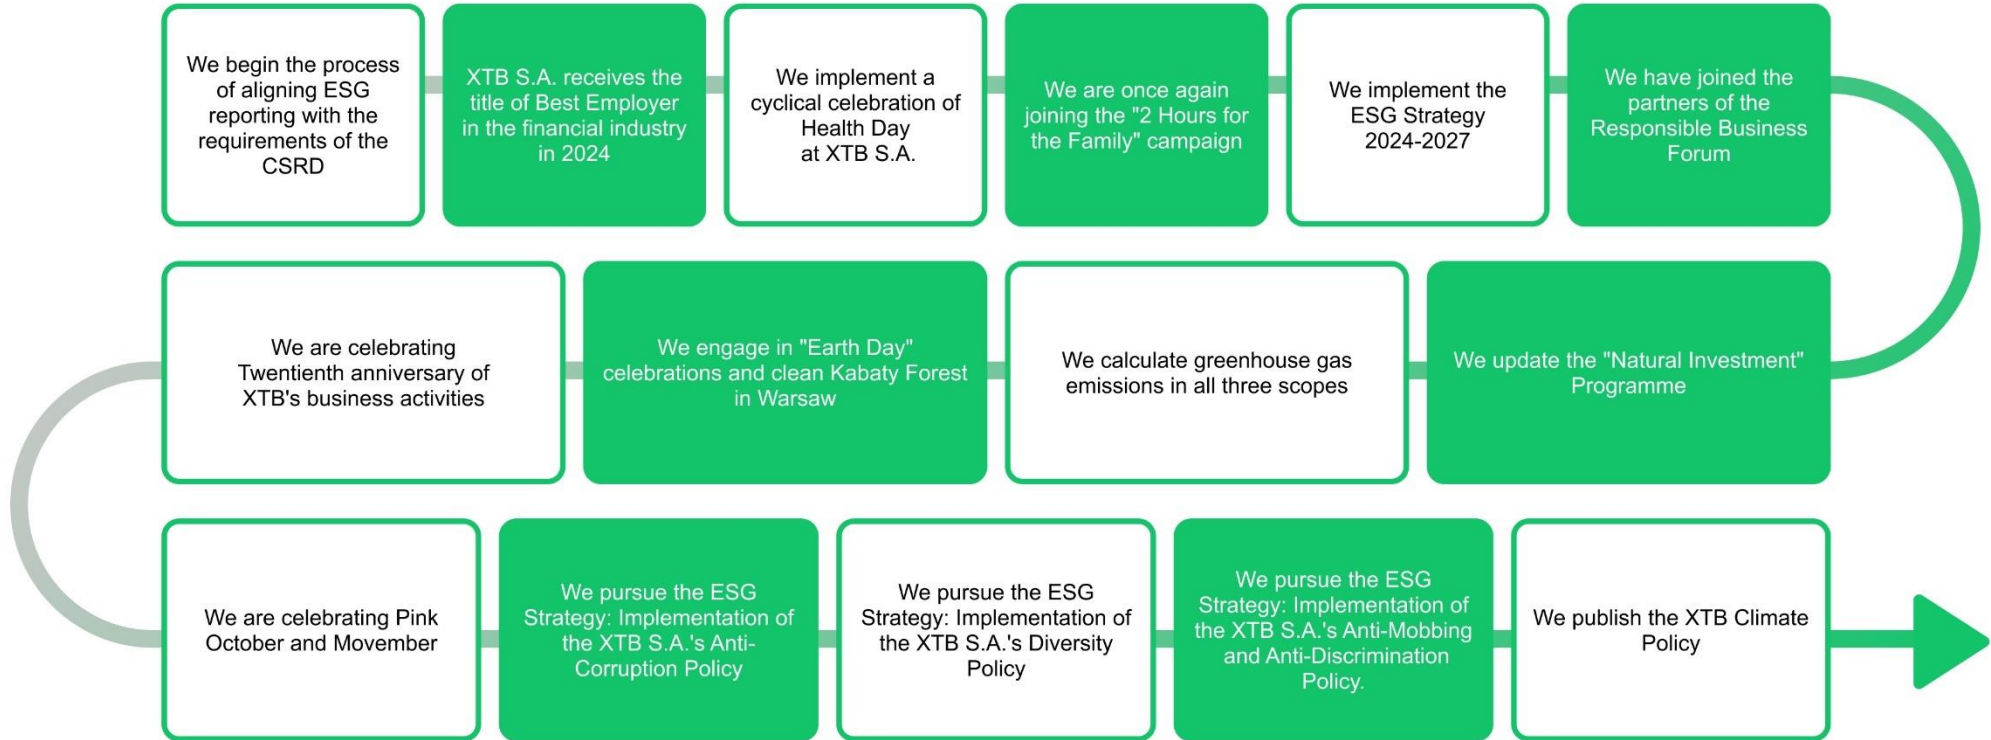 We begin the process
of aligning ESG
reporting with the
requirements of the
CSRD
XTB S.A. receives the
title of Best Employer
in the financial industry
in 2024
We implement a
cyclical celebration of
Health Day
at XTB S.A.
We are once again
joining the "2 Hours for
the Family" campaign
We implement the
ESG Strategy
2024-2027
We have joined the
partners of the
Responsible Business
Forum
We update the "Natural Investment"
Programme
We calculate greenhouse gas
emissions in all three scopes
We engage in "Earth Day"
celebrations and clean Kabaty Forest
in Warsaw
We are celebrating
Twentieth anniversary of
XTB's business activities
We are celebrating Pink
October and Movember
We pursue the ESG
Strategy: Implementation of
the XTB S.A.'s Anti-
Corruption Policy
We pursue the ESG
Strategy: Implementation of
the XTB S.A.'s Diversity
Policy
We pursue the ESG
Strategy: Implementation of
the XTB S.A.'s Anti-Mobbing
and Anti-Discrimination
Policy.
We publish the XTB Climate
Policy